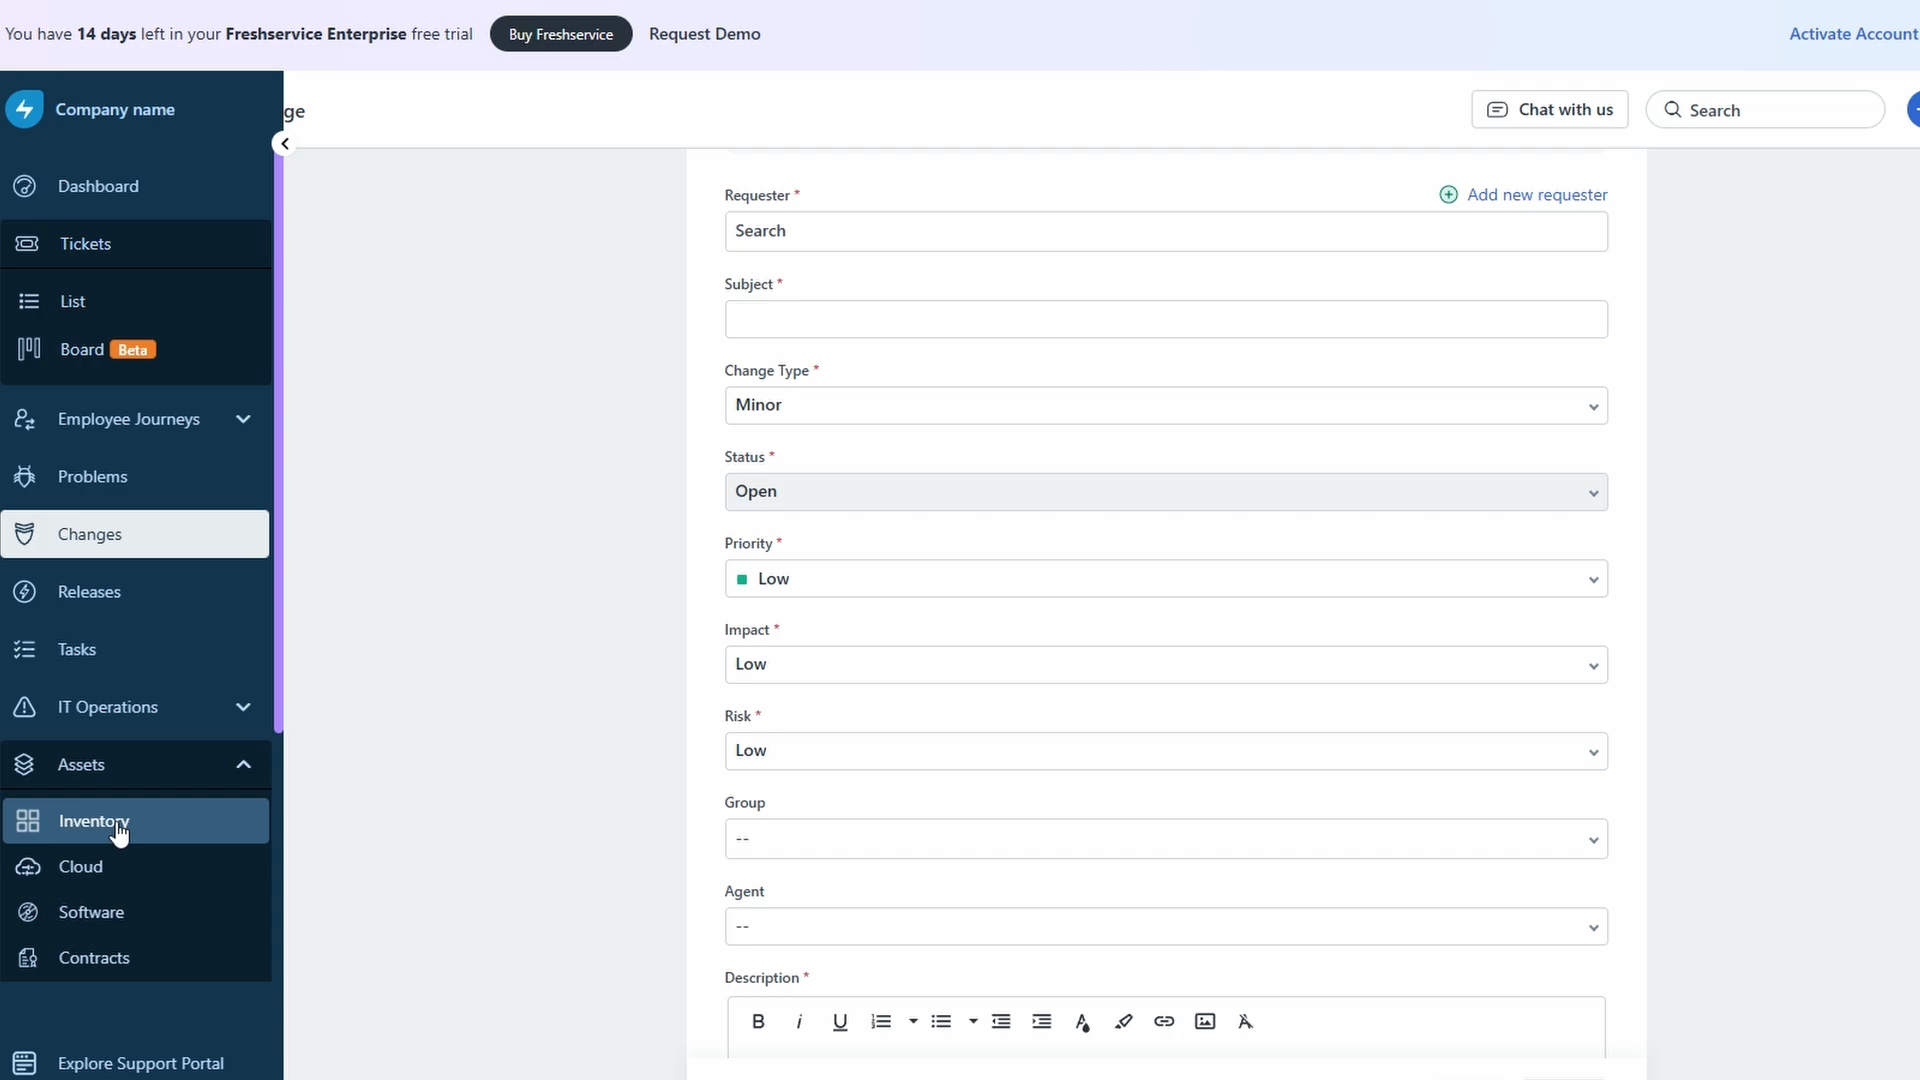 You have 14 days left in your Freshservice Enterprise free trial
Buy Freshservice
Request Demo
Activate Account
Company name
ge
Chat with us
Search
Dashboard
Tickets
List
Board Beta
Employee Journeys
Problems
Changes
Releases
Tasks
IT Operations
Assets
Inventory
Cloud
Software
Contracts
Explore Support Portal
Requester *
Add new requester
Search
Subject *
Change Type *
Minor
Status *
Open
Priority *
Low
Impact *
Low
Risk *
Low
Group
--
Agent
--
Description *
B i U